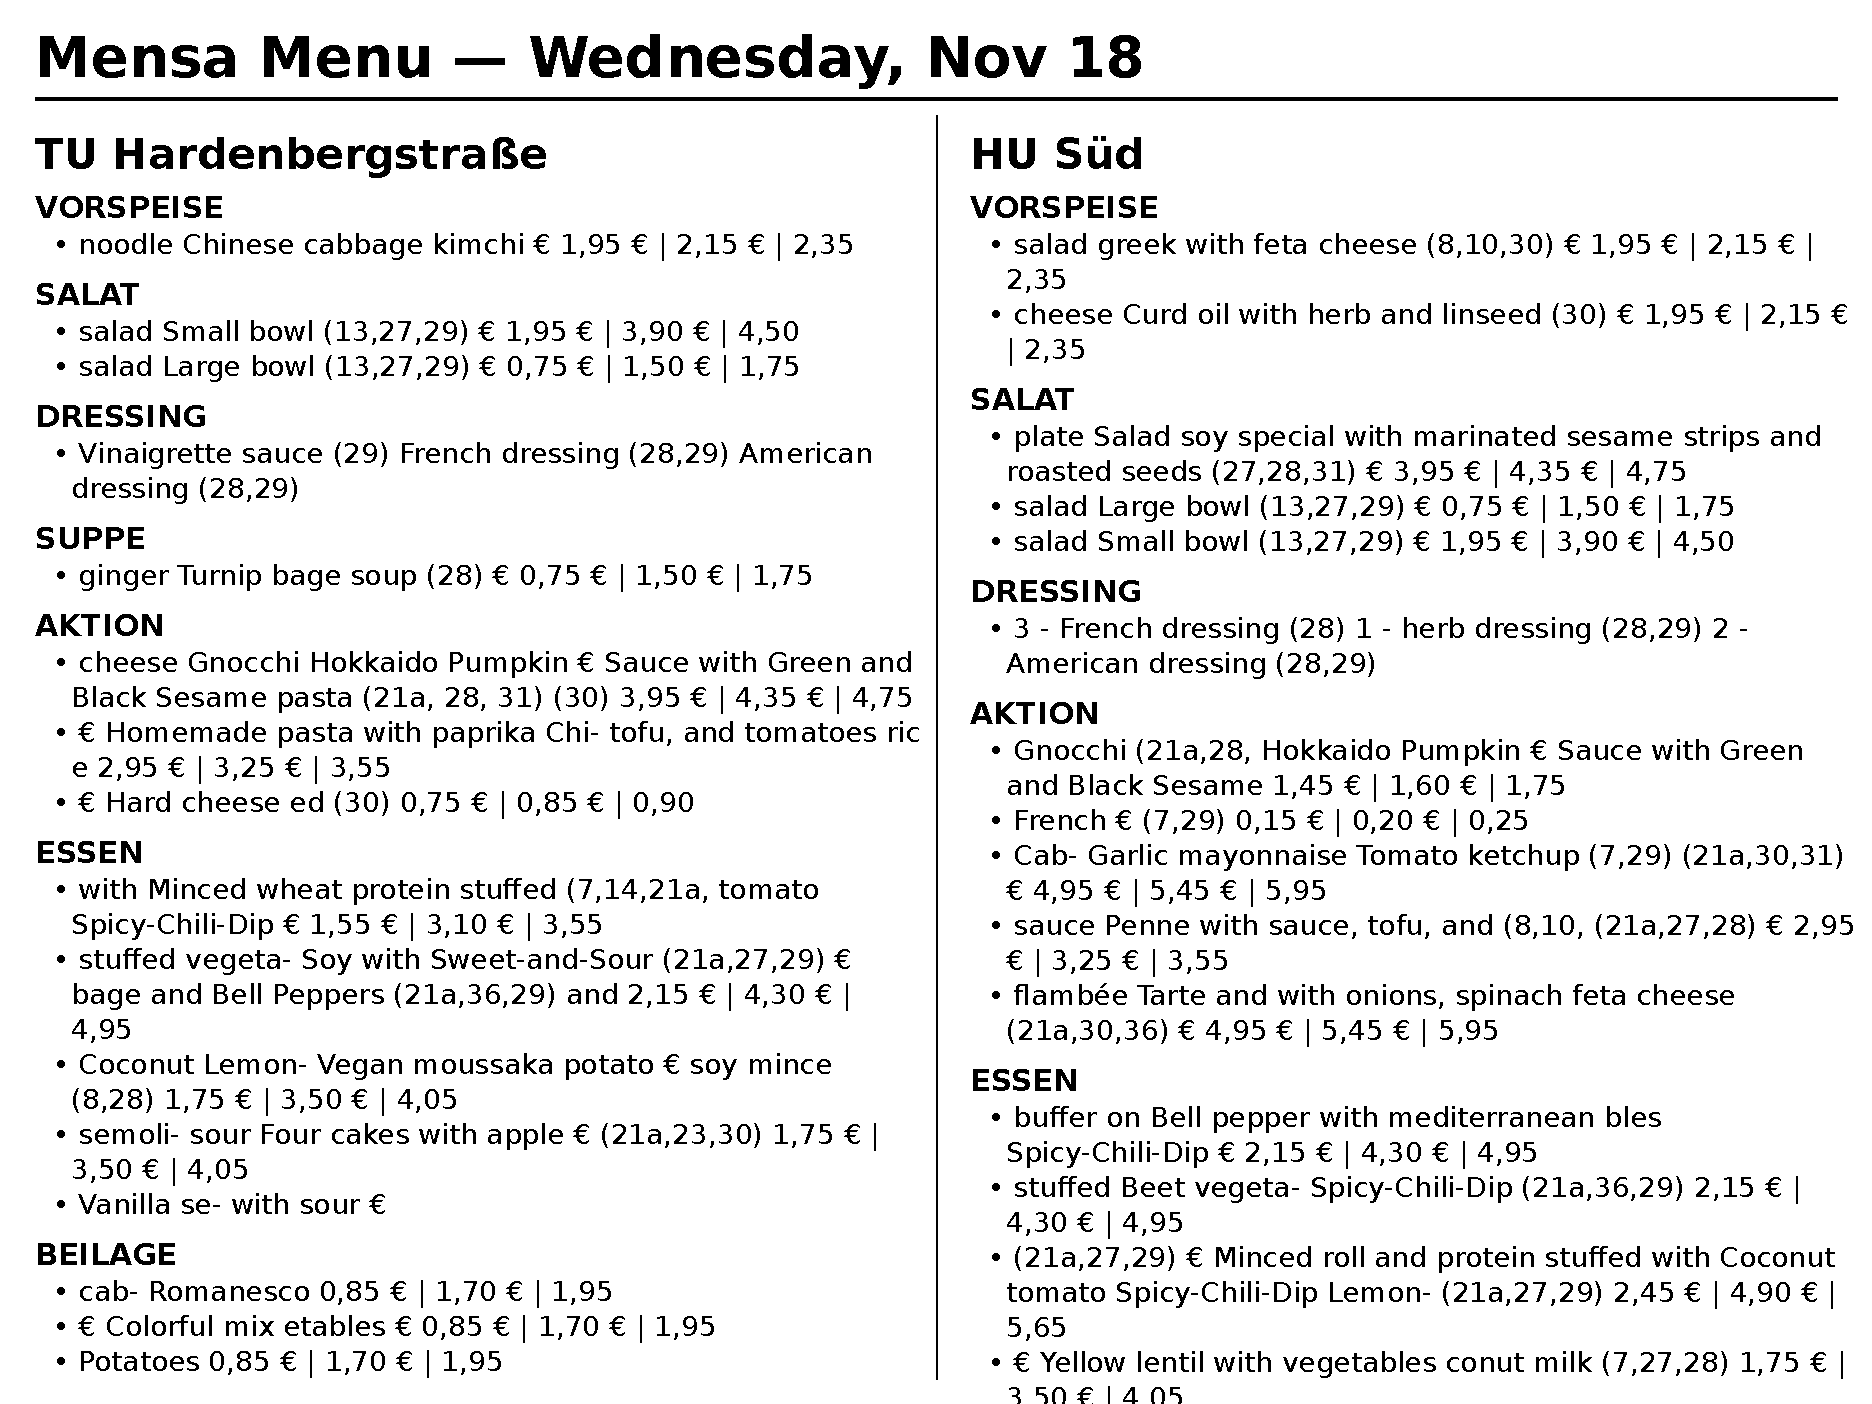 Mensa Menu — Wednesday, Nov 18
TU Hardenbergstraße
VORSPEISE
• noodle Chinese cabbage kimchi € 1,95 € | 2,15 € | 2,35
SALAT
• salad Small bowl (13,27,29) € 1,95 € | 3,90 € | 4,50
• salad Large bowl (13,27,29) € 0,75 € | 1,50 € | 1,75
DRESSING
• Vinaigrette sauce (29) French dressing (28,29) American
dressing (28,29)
SUPPE
• ginger Turnip bage soup (28) € 0,75 € | 1,50 € | 1,75
AKTION
• cheese Gnocchi Hokkaido Pumpkin € Sauce with Green and
Black Sesame pasta (21a, 28, 31) (30) 3,95 € | 4,35 € | 4,75
• € Homemade pasta with paprika Chi- tofu, and tomatoes ric
e 2,95 € | 3,25 € | 3,55
• € Hard cheese ed (30) 0,75 € | 0,85 € | 0,90
ESSEN
• with Minced wheat protein stuffed (7,14,21a, tomato
Spicy-Chili-Dip € 1,55 € | 3,10 € | 3,55
• stuffed vegeta- Soy with Sweet-and-Sour (21a,27,29) €
bage and Bell Peppers (21a,36,29) and 2,15 € | 4,30 € |
4,95
• Coconut Lemon- Vegan moussaka potato € soy mince
(8,28) 1,75 € | 3,50 € | 4,05
• semoli- sour Four cakes with apple € (21a,23,30) 1,75 € |
3,50 € | 4,05
• Vanilla se- with sour €
BEILAGE
• cab- Romanesco 0,85 € | 1,70 € | 1,95
• € Colorful mix etables € 0,85 € | 1,70 € | 1,95
• Potatoes 0,85 € | 1,70 € | 1,95
HU Süd
VORSPEISE
• salad greek with feta cheese (8,10,30) € 1,95 € | 2,15 € |
2,35
• cheese Curd oil with herb and linseed (30) € 1,95 € | 2,15 €
| 2,35
SALAT
• plate Salad soy special with marinated sesame strips and
roasted seeds (27,28,31) € 3,95 € | 4,35 € | 4,75
• salad Large bowl (13,27,29) € 0,75 € | 1,50 € | 1,75
• salad Small bowl (13,27,29) € 1,95 € | 3,90 € | 4,50
DRESSING
• 3 - French dressing (28) 1 - herb dressing (28,29) 2 -
American dressing (28,29)
AKTION
• Gnocchi (21a,28, Hokkaido Pumpkin € Sauce with Green
and Black Sesame 1,45 € | 1,60 € | 1,75
• French € (7,29) 0,15 € | 0,20 € | 0,25
• Cab- Garlic mayonnaise Tomato ketchup (7,29) (21a,30,31)
€ 4,95 € | 5,45 € | 5,95
• sauce Penne with sauce, tofu, and (8,10, (21a,27,28) € 2,95
€ | 3,25 € | 3,55
• flambée Tarte and with onions, spinach feta cheese
(21a,30,36) € 4,95 € | 5,45 € | 5,95
ESSEN
• buffer on Bell pepper with mediterranean bles
Spicy-Chili-Dip € 2,15 € | 4,30 € | 4,95
• stuffed Beet vegeta- Spicy-Chili-Dip (21a,36,29) 2,15 € |
4,30 € | 4,95
• (21a,27,29) € Minced roll and protein stuffed with Coconut
tomato Spicy-Chili-Dip Lemon- (21a,27,29) 2,45 € | 4,90 € |
5,65
• € Yellow lentil with vegetables conut milk (7,27,28) 1,75 € |
3,50 € | 4,05